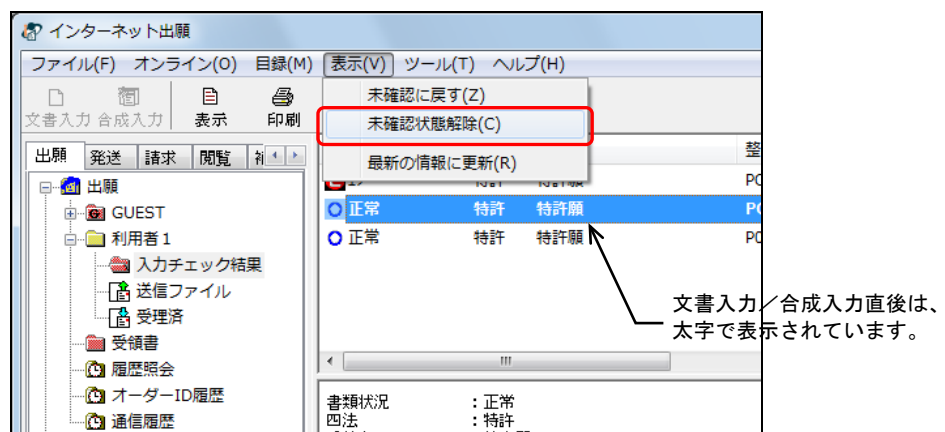 インターネット出願
ファイル(F) オンライン(O) 目録(M) 表示(V) ツール(T) ヘルプ(H)
文書入力 合成入力 表示 印刷
未確認に戻す(Z)
未確認状態解除(C)
最新の情報に更新(R)
出願 発送 請求 閲覧
出願
GUEST
利用者1
入力チェック結果
送信ファイル
受理済
受領書
履歴照会
オーダーID履歴
通信履歴
整
PO
正常 特許 特許願 PO
正常 特許 特許願 PO
文書入力/合成入力直後は、
太字で表示されています。
書類状況 :正常
四法 :特許